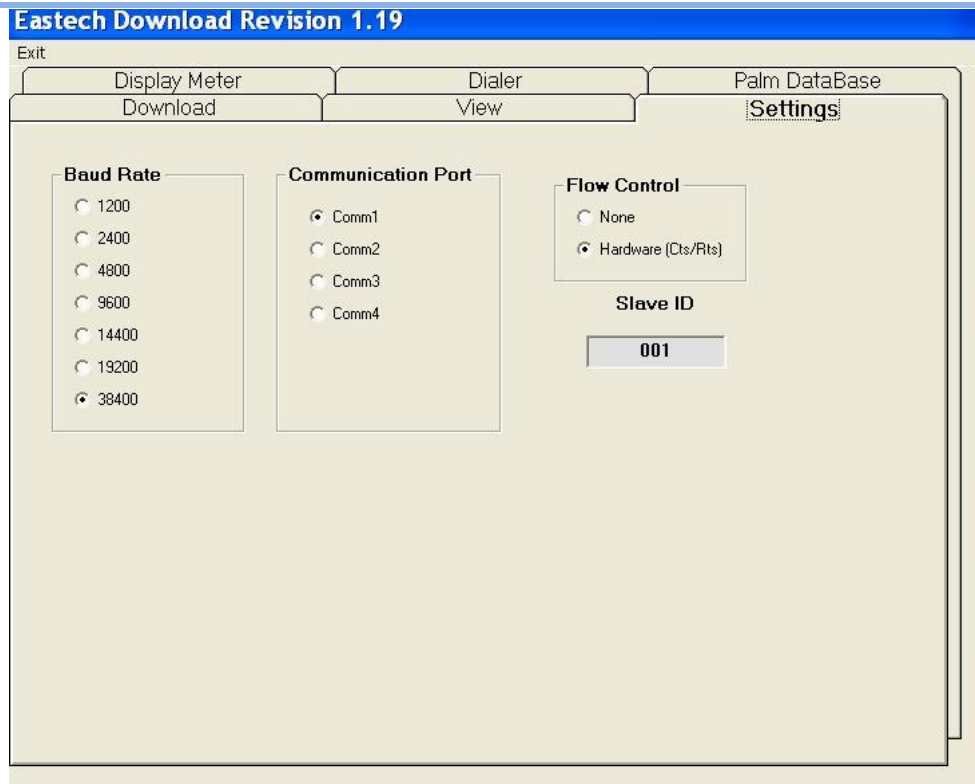 Eastech Download Revision 1.19
Exit
Display Meter Dialer Palm DataBase
Download View Settings
Baud Rate
1200
2400
4800
9600
14400
19200
38400
Communication Port
Comm1
Comm2
Comm3
Comm4
Flow Control
None
Hardware (Cts/Rts)
Slave ID
001